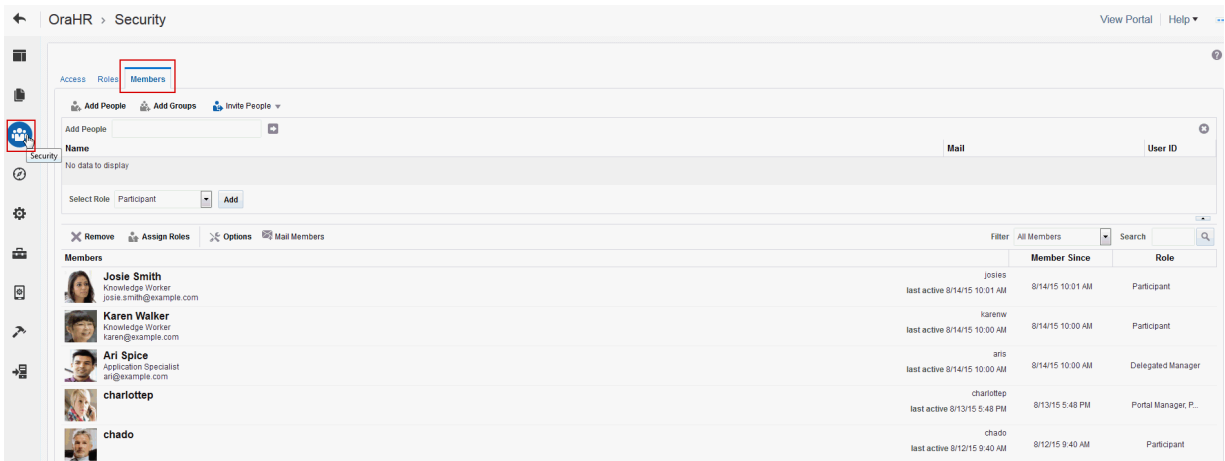 OraHR > Security
View Portal
Help
Access Roles Members
Add People Add Groups Invite People
Add People
Security
Name Mail User ID
No data to display
Select Role Participant Add
Remove Assign Roles Options Mail Members Filter All Members Search
Members Member Since Role
Josie Smith josies
Knowledge Worker
josie.smith@example.com last active 8/14/15 10:01 AM 8/14/15 10:01 AM Participant
Karen Walker karenw
Knowledge Worker
karen@example.com last active 8/14/15 10:00 AM 8/14/15 10:00 AM Participant
Ari Spice aris
Application Specialist
ari@example.com last active 8/14/15 10:00 AM 8/14/15 10:00 AM Delegated Manager
charlottep charlottep
last active 8/13/15 5:48 PM 8/13/15 5:48 PM Portal Manager, P...
chado chado
last active 8/12/15 9:40 AM 8/12/15 9:40 AM Participant